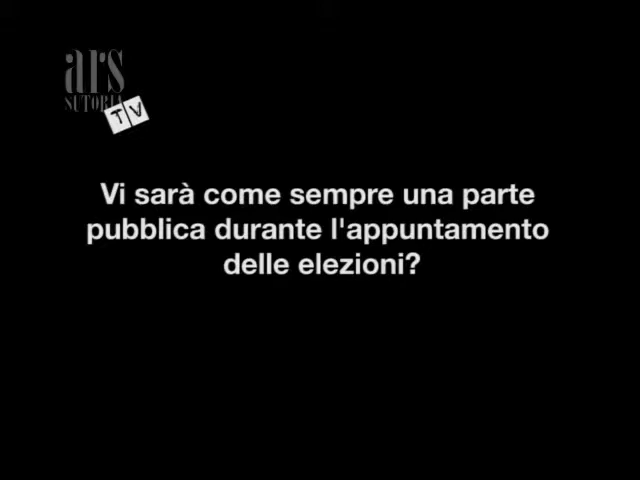 ars
SUTORIA
TV
Vi sarà come sempre una parte
pubblica durante l'appuntamento
delle elezioni?